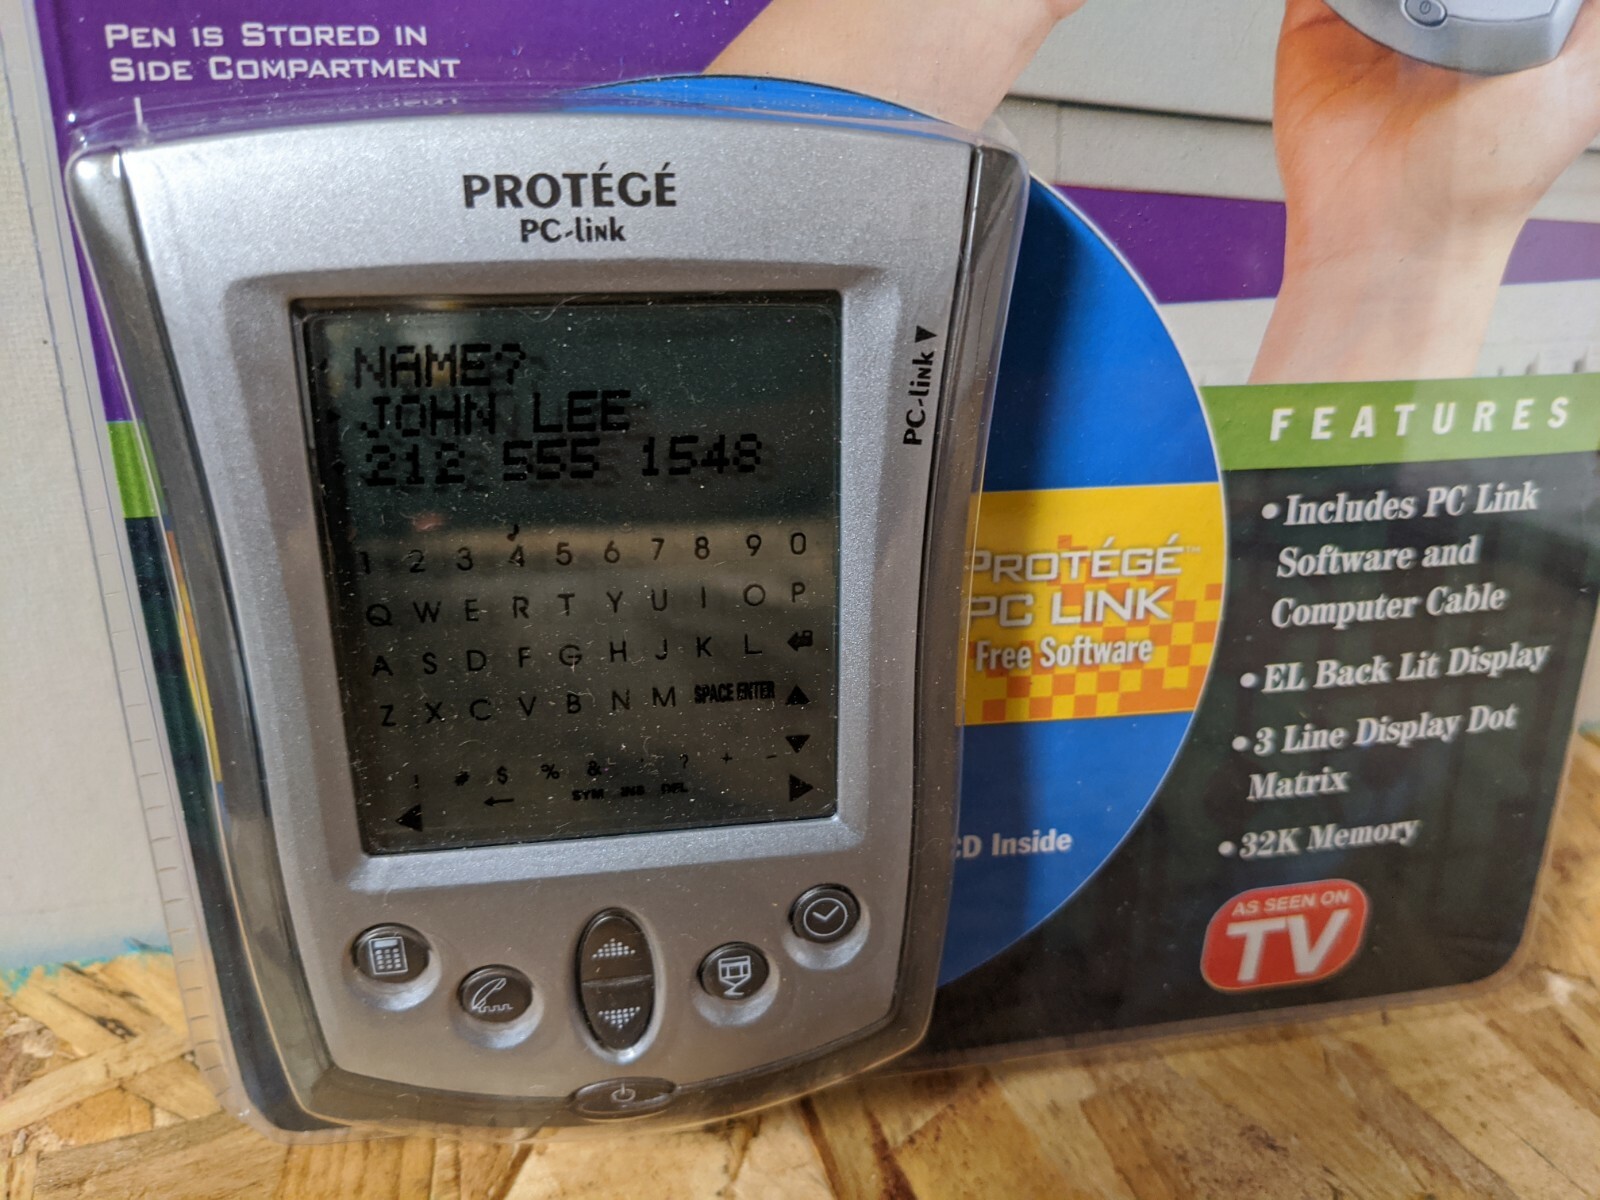 PEN IS STORED IN
SIDE COMPARTMENT
PROTÉGÉ
PC-link
NAME?
JOHN LEE
212 555 1548
1 2 3 4 5 6 7 8 9 0
Q W E R T Y U I O P
A S D F G H J K L
Z X C V B N M SPACE ENTER
! # $ % & ' ? + -
SYM INS DEL
PC-link
PROTÉGÉ™
PC LINK
Free Software
CD Inside
FEATURES
• Includes PC Link
Software and
Computer Cable
• EL Back Lit Display
• 3 Line Display Dot
Matrix
• 32K Memory
AS SEEN ON
TV